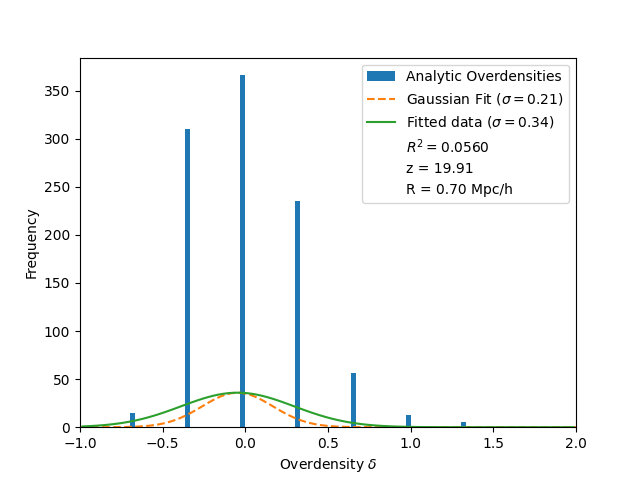 Analytic Overdensities
Gaussian Fit (σ = 0.21)
Fitted data (σ = 0.34)
R² = 0.0560
z = 19.91
R = 0.70 Mpc/h
Frequency
350
300
250
200
150
100
50
0
−1.0 −0.5 0.0 0.5 1.0 1.5 2.0
Overdensity δ